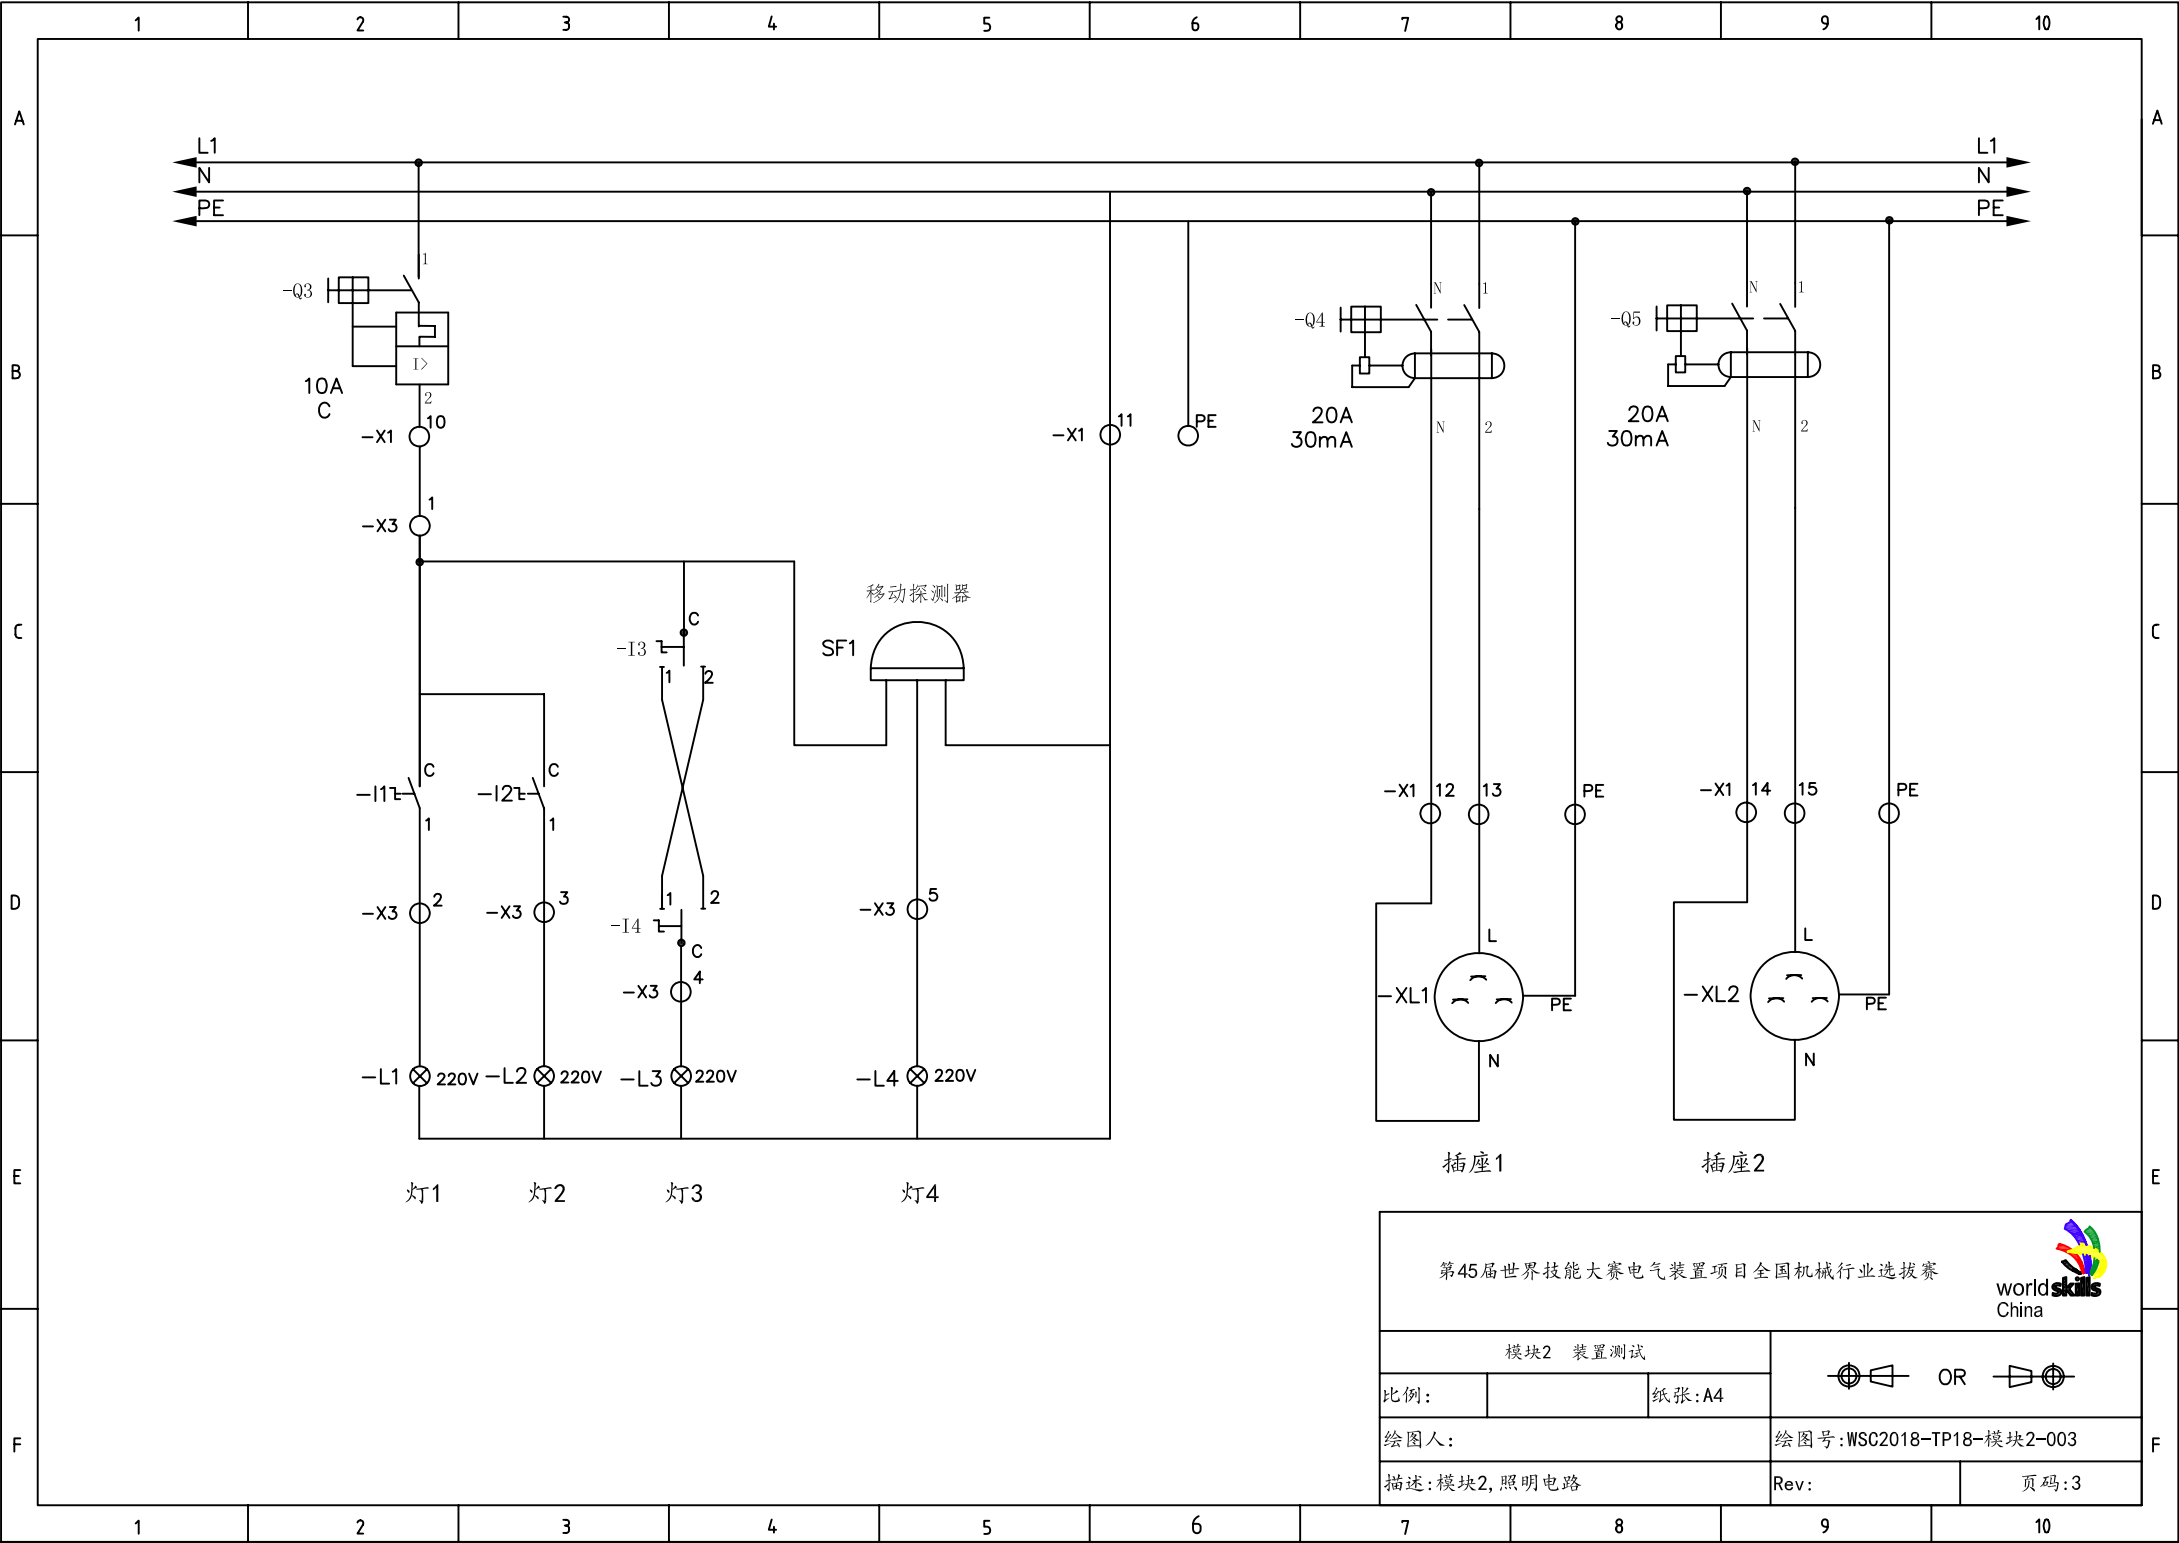 1 2 3 4 5 6 7 8 9 10
A A
L1 L1
N N
PE PE
1
-Q3
I>
10A
C
2
-X1 10
-X1 11
PE
N 1
-Q4
20A
30mA
N 2
N 1
-Q5
20A
30mA
N 2
B B
-X3 1
移动探测器
SF1
C
-I3
1 2
C C
C
-I1
1
C
-I2
1
-X1 12 13 PE
-X1 14 15 PE
-X3 2
-X3 3
1 2
-I4
C
-X3 4
-X3 5
D D
L
-XL1
PE
N
L
-XL2
PE
N
-L1 220V
-L2 220V
-L3 220V
-L4 220V
插座1
插座2
E E
灯1
灯2
灯3
灯4
第45届世界技能大赛电气装置项目全国机械行业选拔赛
world skills
China
模块2 装置测试
OR
比例:
纸张:A4
绘图人:
绘图号:WSC2018-TP18-模块2-003
F F
描述:模块2,照明电路
Rev:
页码:3
1 2 3 4 5 6 7 8 9 10